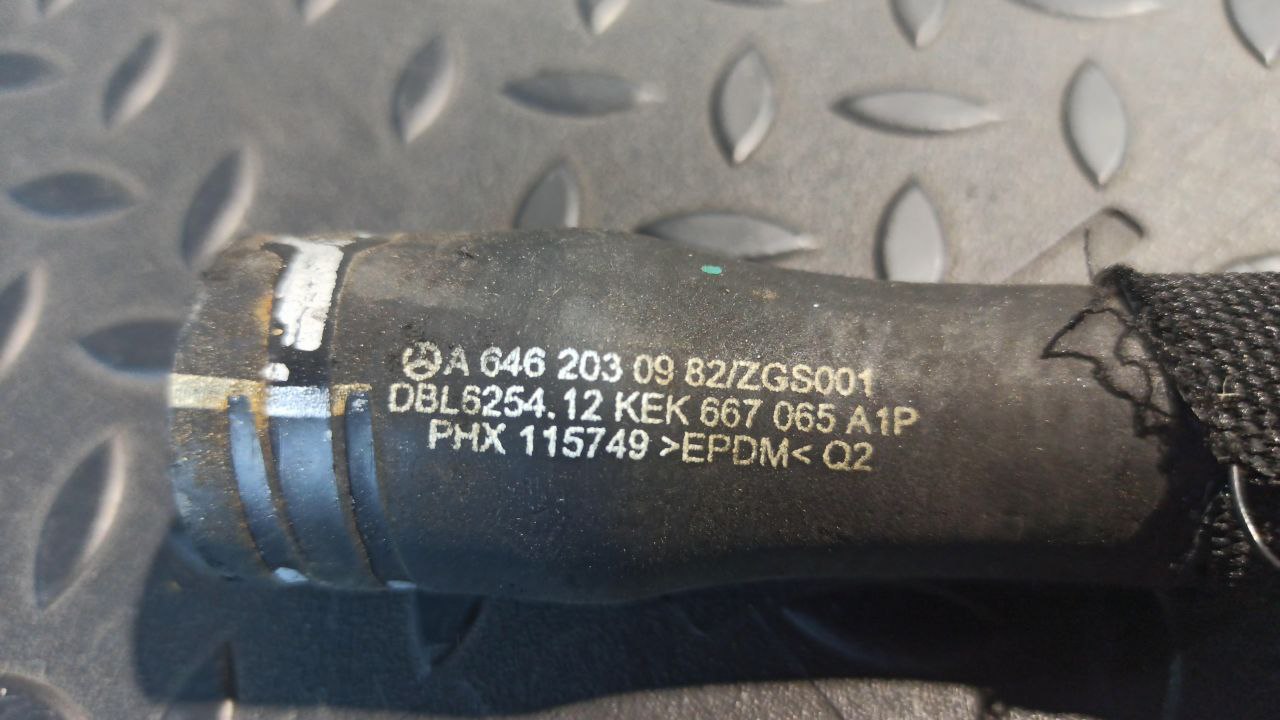 A 646 203 09 82/ZGS001
DBL6254.12 KEK 667 065 A1P
PHX 115749 >EPDM< Q2